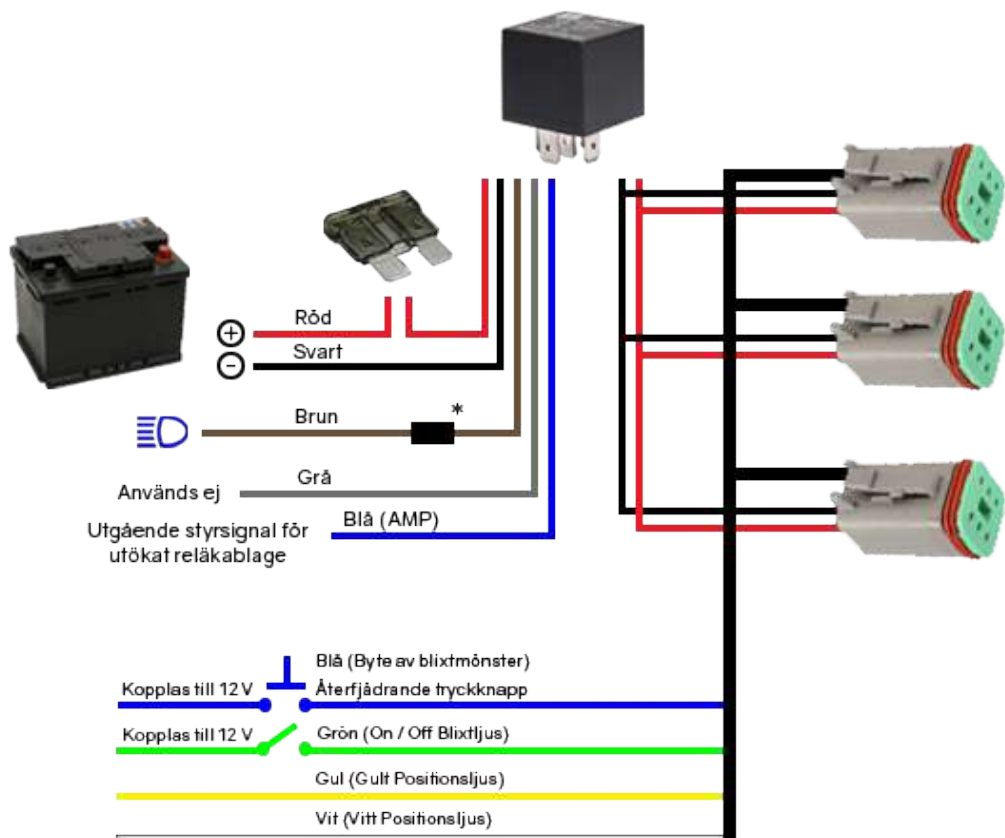 Röd
+
Svart
-
*
Brun
Grå
Används ej
Blå (AMP)
Utgående styrsignal för
utökat reläkablage
Blå (Byte av blixtmönster)
Kopplas till 12 V
Återfjädrande tryckknapp
Kopplas till 12 V
Grön (On / Off Blixtljus)
Gul (Gult Positionsljus)
Vit (Vitt Positionsljus)